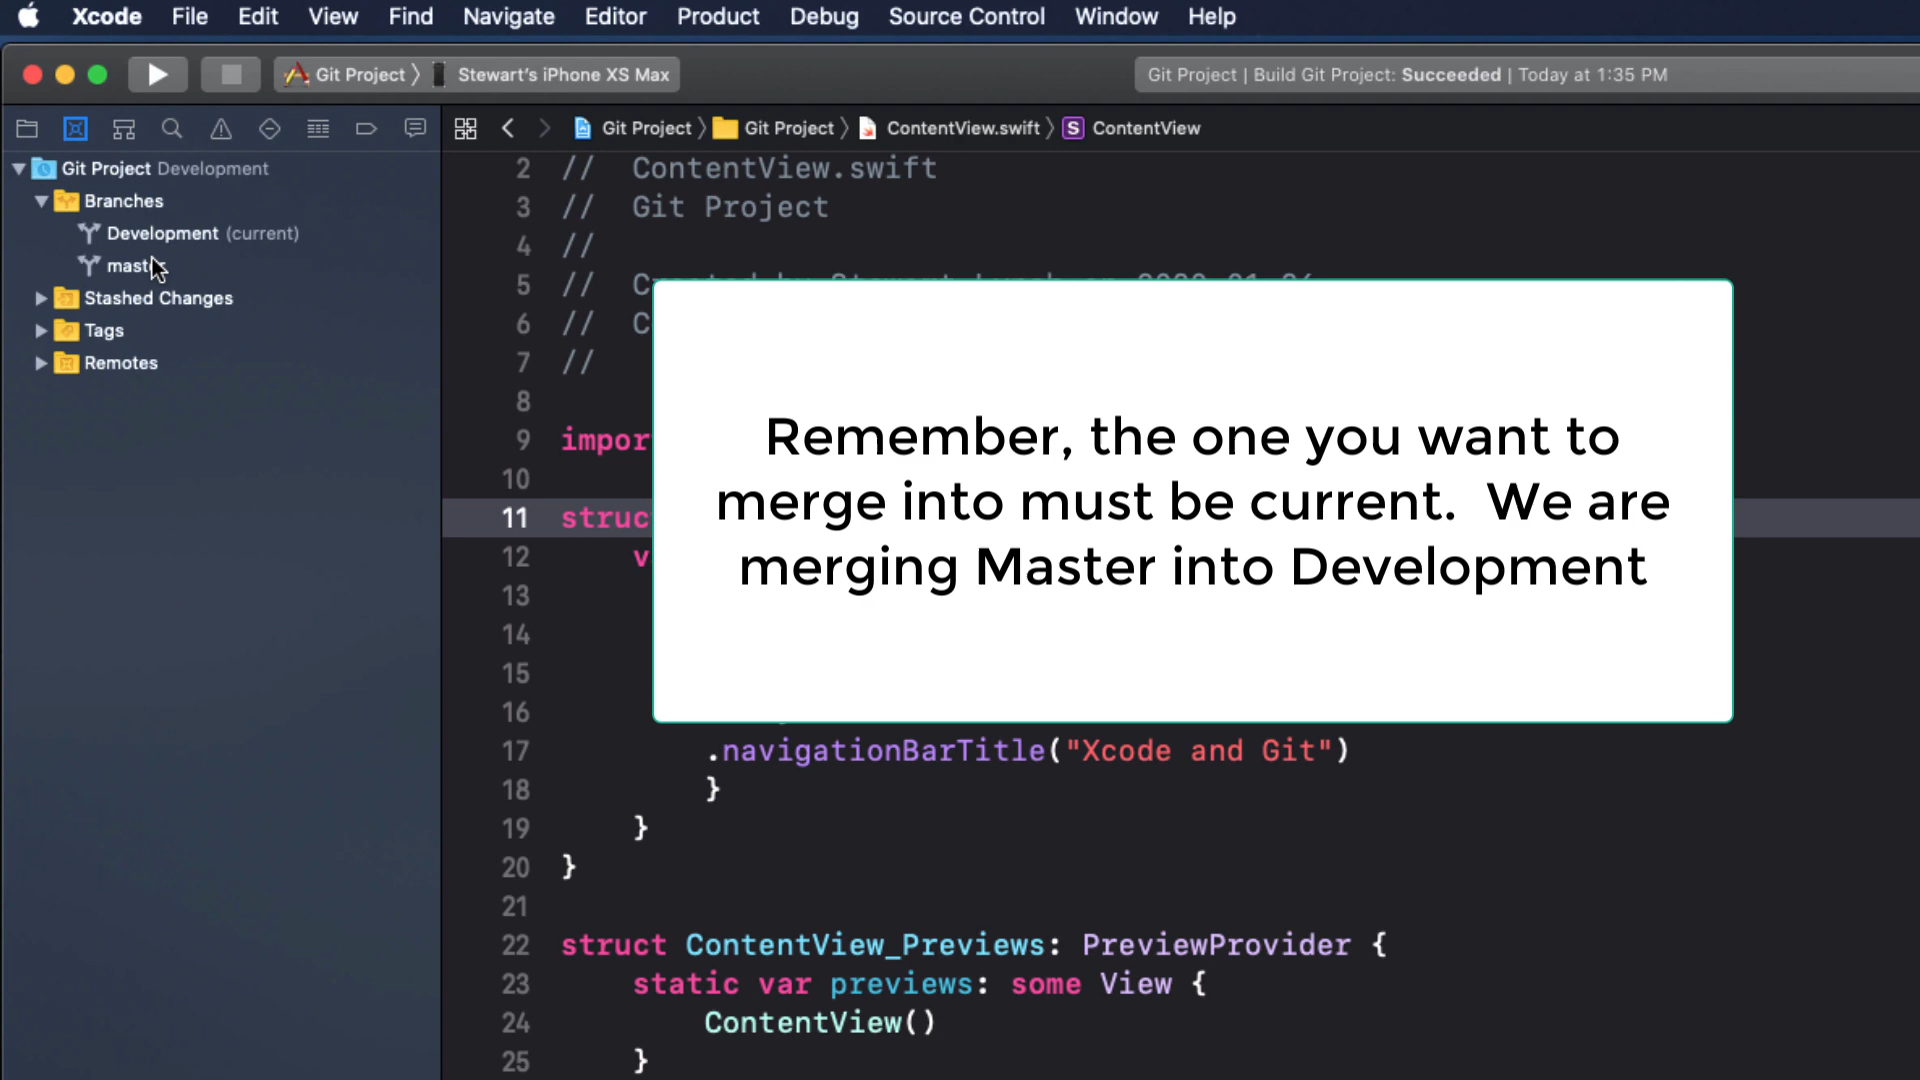 Xcode File Edit View Find Navigate Editor Product Debug Source Control Window Help
Git Project 〉 Stewart's iPhone XS Max
Git Project | Build Git Project: Succeeded | Today at 1:35 PM
Git Project 〉 Git Project 〉 ContentView.swift 〉 S ContentView
Git Project Development
Branches
Development (current)
master
Stashed Changes
Tags
Remotes
2 // ContentView.swift
3 // Git Project
4 //
5 // C
6 // C
7 //
8
9 impor
10
11 struc
12 v
13
14
15
16
17 .navigationBarTitle("Xcode and Git")
18 }
19 }
20 }
21
22 struct ContentView_Previews: PreviewProvider {
23 static var previews: some View {
24 ContentView()
25 }
Remember, the one you want to
merge into must be current. We are
merging Master into Development